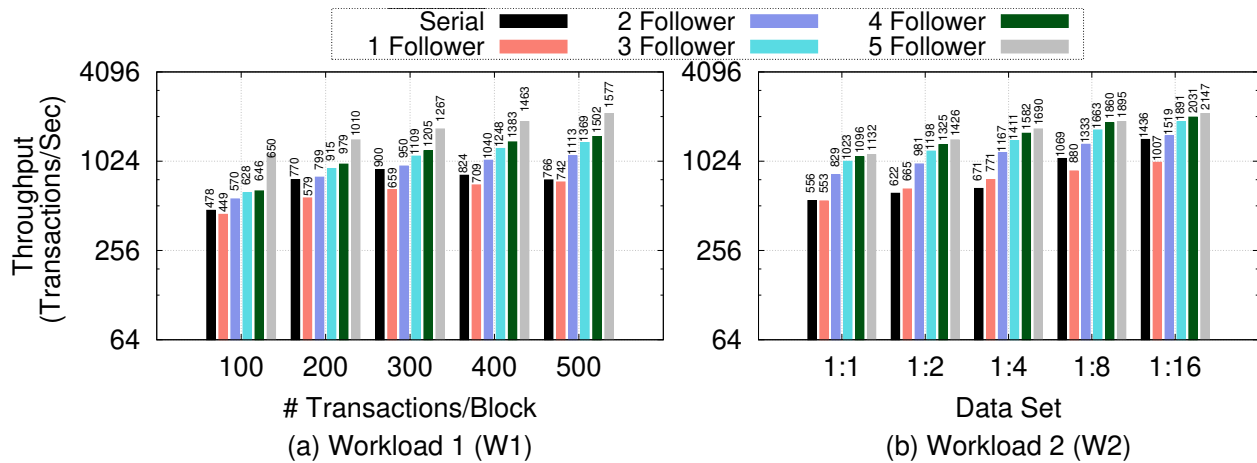 Serial 2 Follower 4 Follower
1 Follower 3 Follower 5 Follower
Throughput
(Transactions/Sec)
4096
1024
256
64
478 449 570 628 646 650
770 579 799 915 979 1010
900 659 950 1109 1205 1267
824 709 1040 1248 1383 1463
766 742 1113 1369 1502 1577
100 200 300 400 500
# Transactions/Block
(a) Workload 1 (W1)
4096
1024
256
64
556 553 829 1023 1096 1132
622 665 981 1198 1325 1426
671 771 1167 1411 1582 1690
1069 880 1333 1663 1860 1895
1436 1007 1519 1891 2031 2147
1:1 1:2 1:4 1:8 1:16
Data Set
(b) Workload 2 (W2)